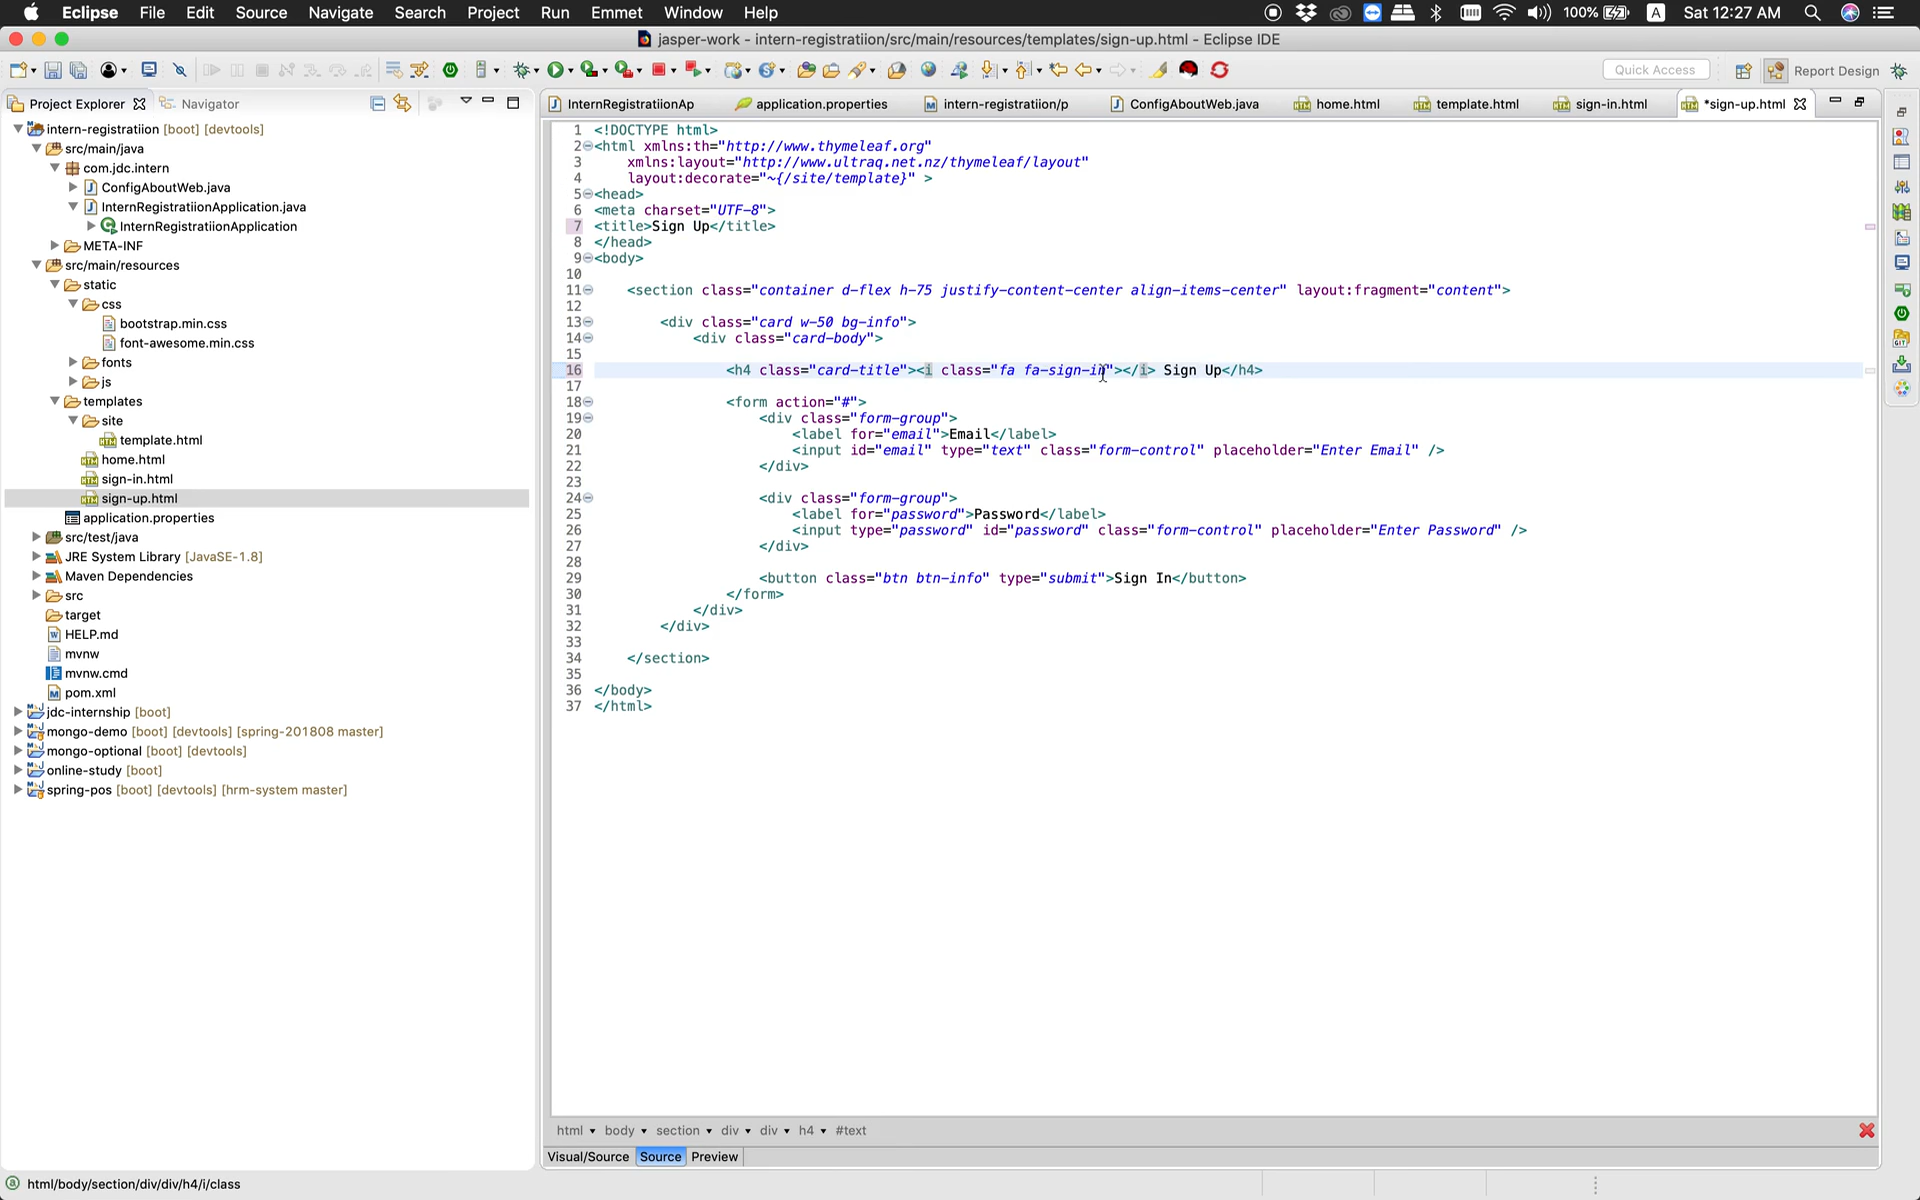 Eclipse File Edit Source Navigate Search Project Run Emmet Window Help 100% A Sat 12:27 AM
jasper-work - intern-registratiion/src/main/resources/templates/sign-up.html - Eclipse IDE
Quick Access Report Design
Project Explorer Navigator
intern-registratiion [boot] [devtools]
src/main/java
com.jdc.intern
ConfigAboutWeb.java
InternRegistratiionApplication.java
InternRegistratiionApplication
META-INF
src/main/resources
static
css
bootstrap.min.css
font-awesome.min.css
fonts
js
templates
site
template.html
home.html
sign-in.html
sign-up.html
application.properties
src/test/java
JRE System Library [JavaSE-1.8]
Maven Dependencies
src
target
HELP.md
mvnw
mvnw.cmd
pom.xml
jdc-internship [boot]
mongo-demo [boot] [devtools] [spring-201808 master]
mongo-optional [boot] [devtools]
online-study [boot]
spring-pos [boot] [devtools] [hrm-system master]
InternRegistratiionAp application.properties intern-registratiion/p ConfigAboutWeb.java home.html template.html sign-in.html *sign-up.html
1 <!DOCTYPE html>
2 <html xmlns:th="http://www.thymeleaf.org"
3 xmlns:layout="http://www.ultraq.net.nz/thymeleaf/layout"
4 layout:decorate="~{/site/template}" >
5 <head>
6 <meta charset="UTF-8">
7 <title>Sign Up</title>
8 </head>
9 <body>
10
11 <section class="container d-flex h-75 justify-content-center align-items-center" layout:fragment="content">
12
13 <div class="card w-50 bg-info">
14 <div class="card-body">
15
16 <h4 class="card-title"><i class="fa fa-sign-in"></i> Sign Up</h4>
17
18 <form action="#">
19 <div class="form-group">
20 <label for="email">Email</label>
21 <input id="email" type="text" class="form-control" placeholder="Enter Email" />
22 </div>
23
24 <div class="form-group">
25 <label for="password">Password</label>
26 <input type="password" id="password" class="form-control" placeholder="Enter Password" />
27 </div>
28
29 <button class="btn btn-info" type="submit">Sign In</button>
30 </form>
31 </div>
32 </div>
33
34 </section>
35
36 </body>
37 </html>
html body section div div h4 #text
Visual/Source Source Preview
html/body/section/div/div/h4/i/class